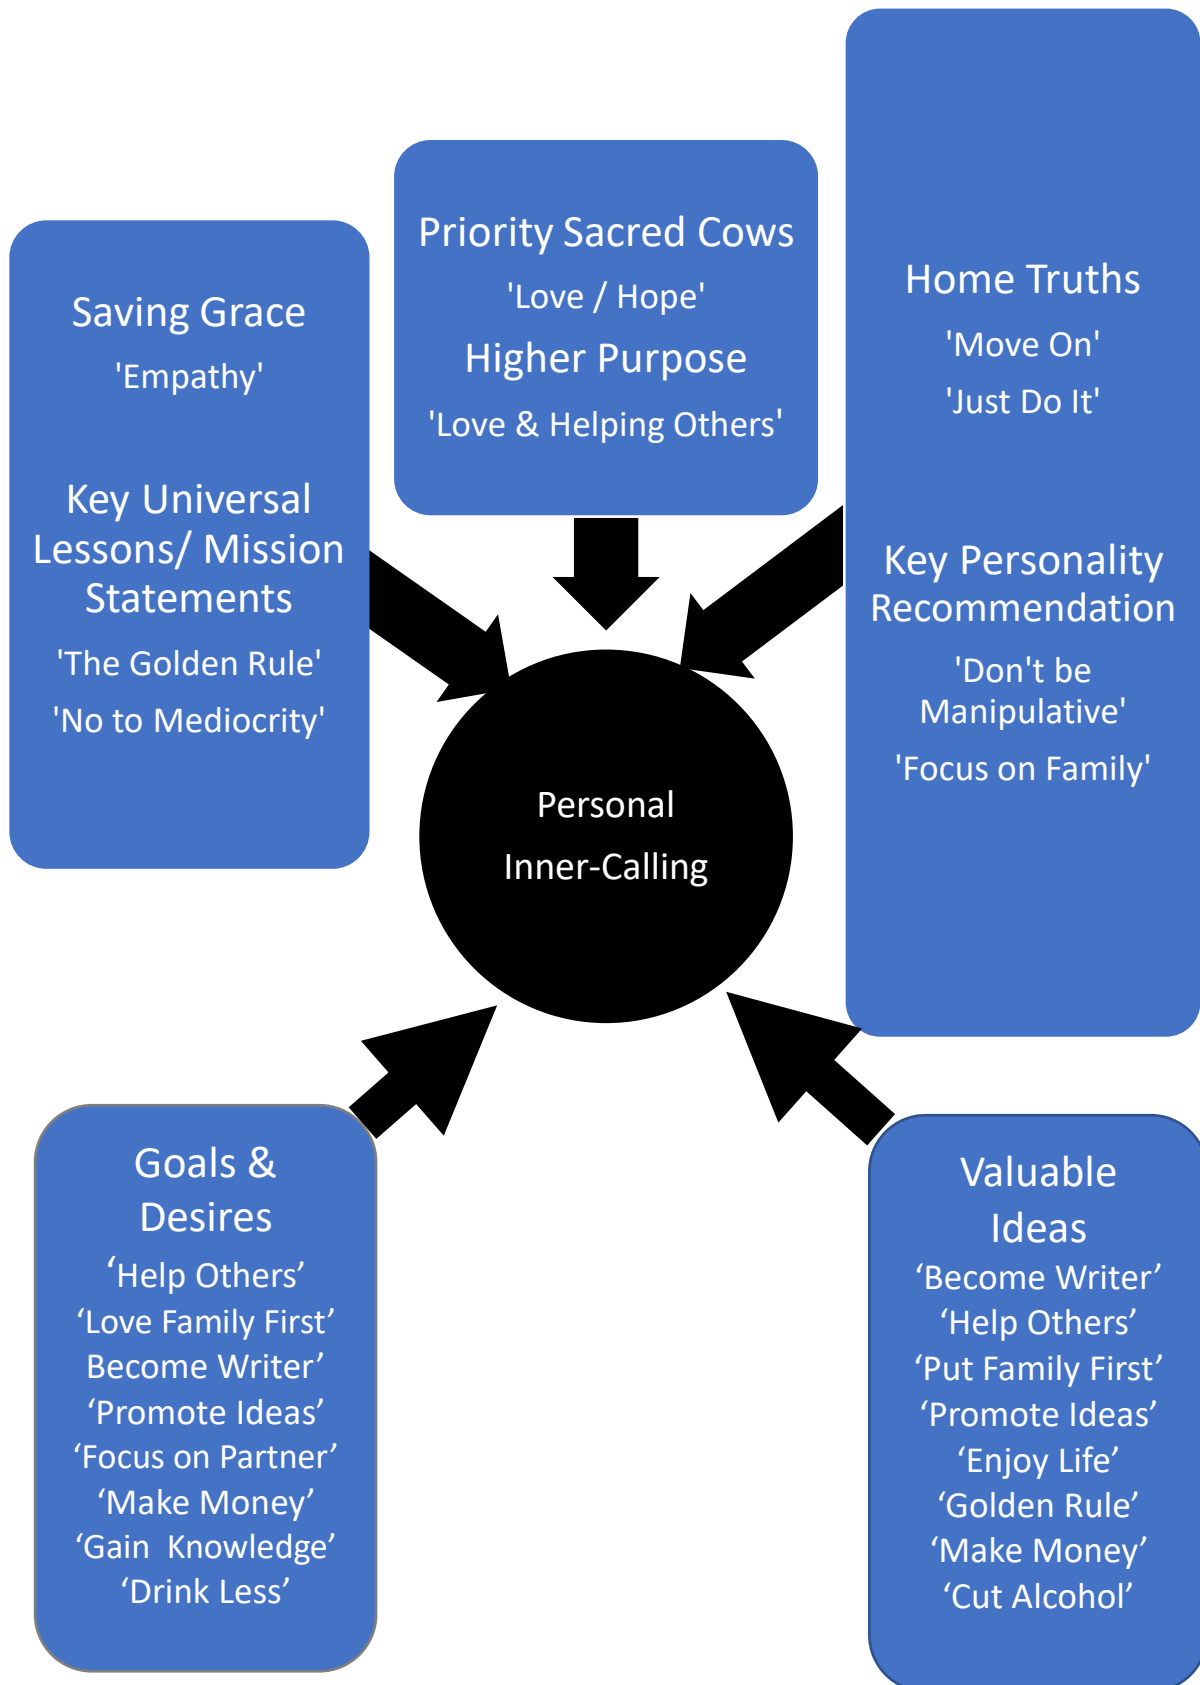 Saving Grace
'Empathy'
Key Universal
Lessons/ Mission
Statements
'The Golden Rule'
'No to Mediocrity'
Priority Sacred Cows
'Love / Hope'
Higher Purpose
'Love & Helping Others'
Home Truths
'Move On'
'Just Do It'
Key Personality
Recommendation
'Don't be
Manipulative'
'Focus on Family'
Personal
Inner-Calling
Goals &
Desires
‘Help Others’
‘Love Family First’
Become Writer’
‘Promote Ideas’
‘Focus on Partner’
‘Make Money’
‘Gain  Knowledge’
‘Drink Less’
Valuable
Ideas
‘Become Writer’
‘Help Others’
‘Put Family First’
‘Promote Ideas’
‘Enjoy Life’
‘Golden Rule’
‘Make Money’
‘Cut Alcohol’